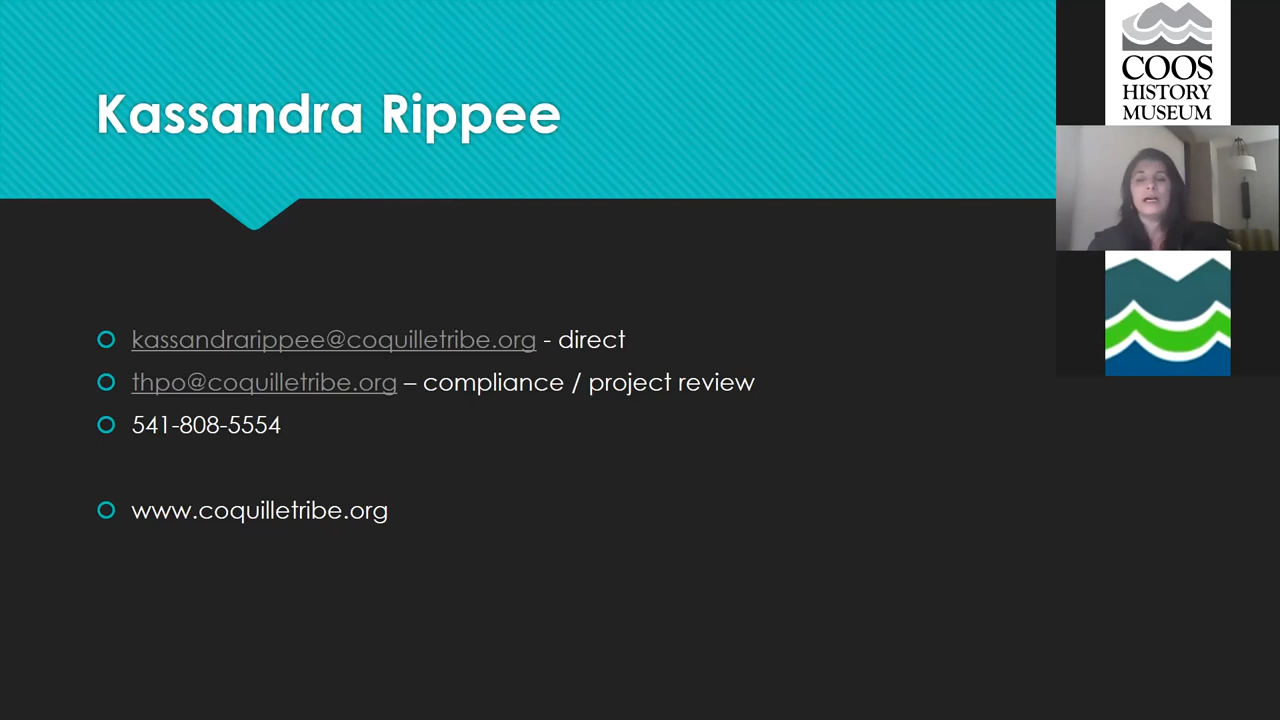 Kassandra Rippee
kassandrarippee@coquilletribe.org - direct
thpo@coquilletribe.org – compliance / project review
541-808-5554
www.coquilletribe.org
COOS
HISTORY
MUSEUM